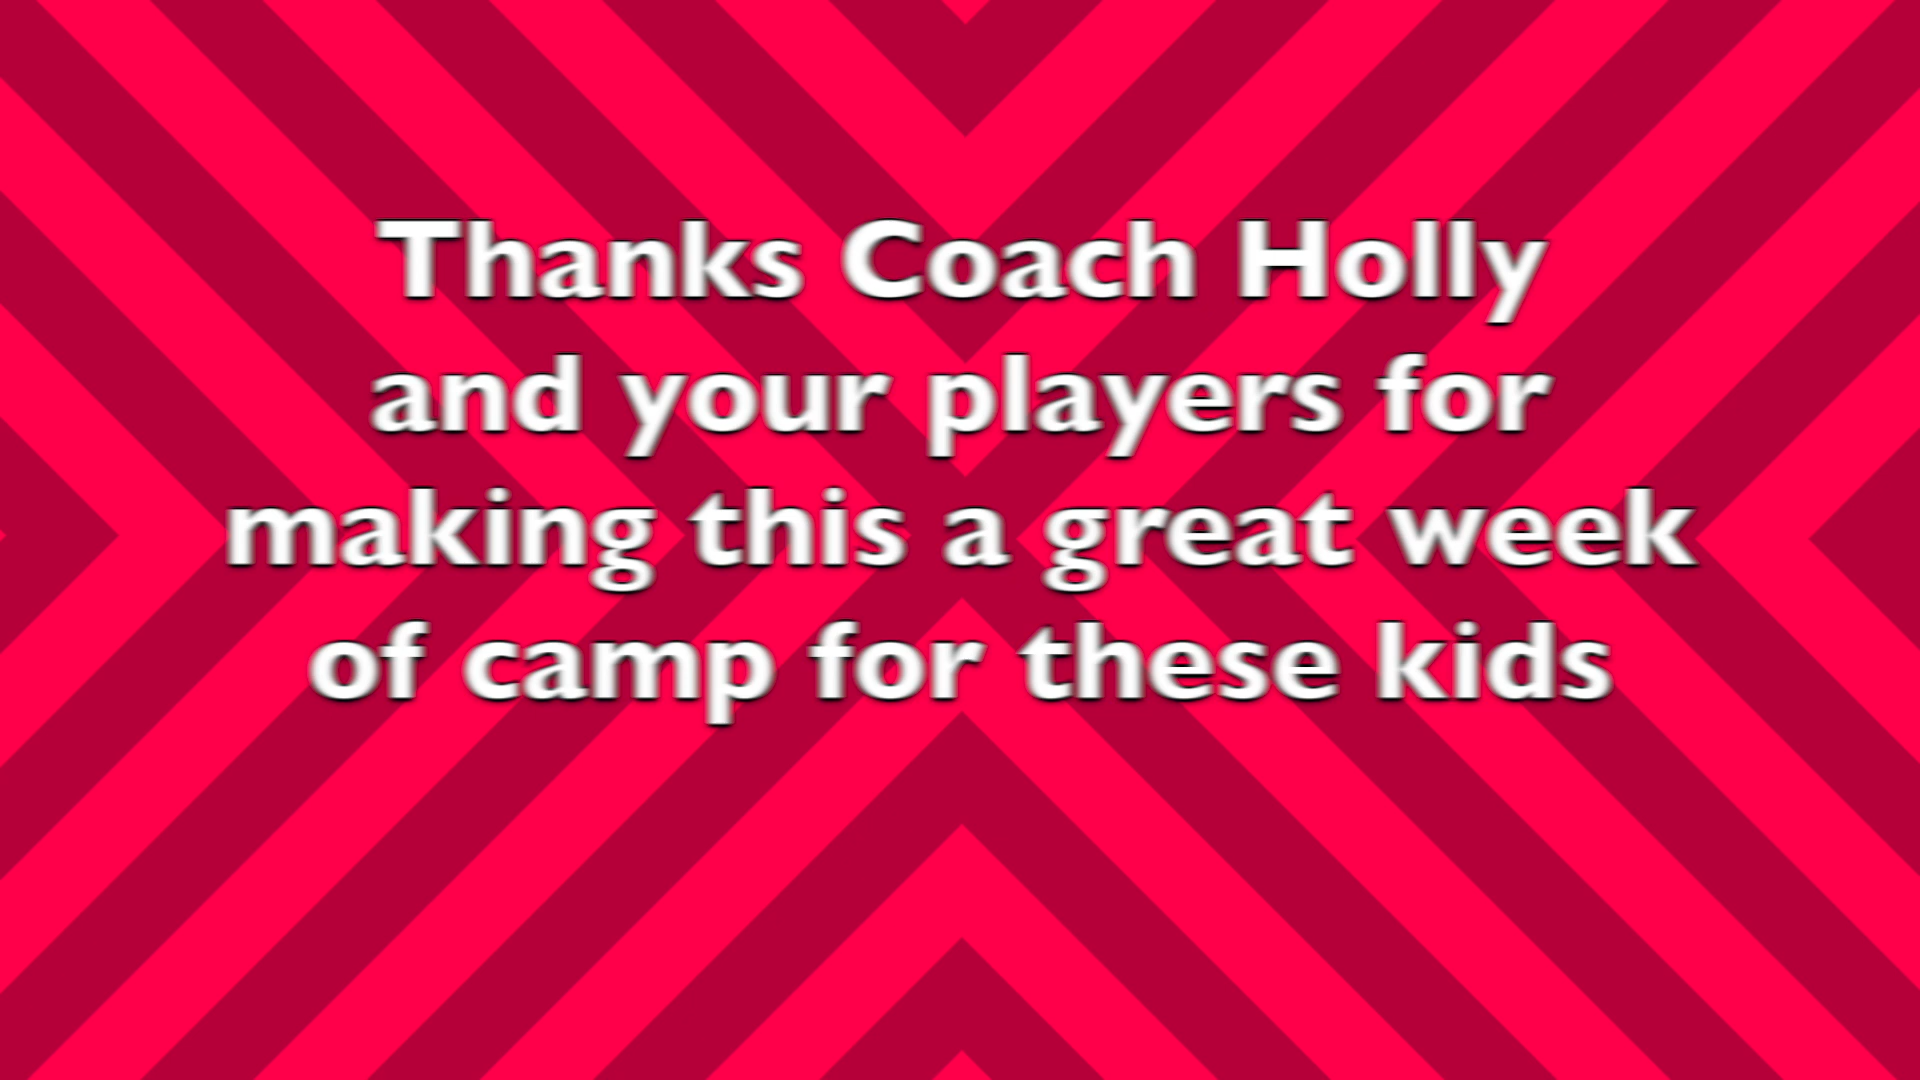 Thanks Coach Holly
and your players for
making this a great week
of camp for these kids